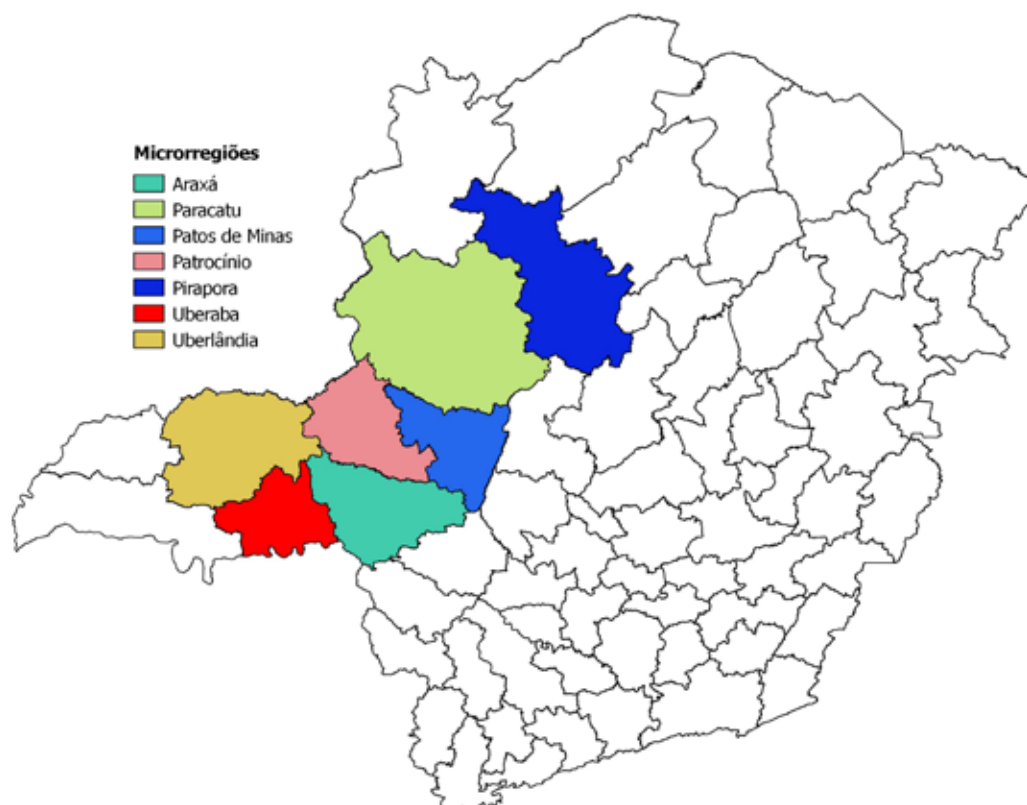 Microrregiões
Araxá
Paracatu
Patos de Minas
Patrocínio
Pirapora
Uberaba
Uberlândia